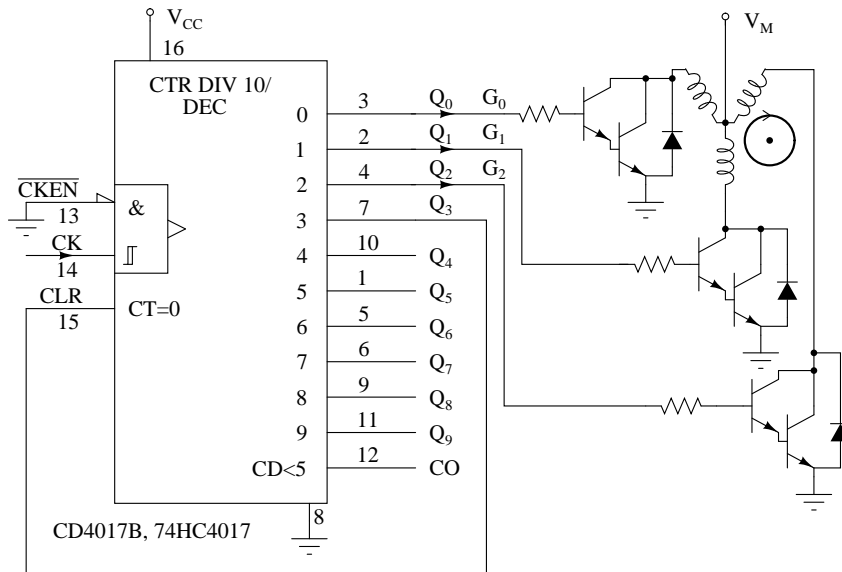 V_CC
V_M
16
CTR DIV 10/
DEC
0 3 Q_0 G_0
1 2 Q_1 G_1
2 4 Q_2 G_2
3 7 Q_3
4 10 Q_4
5 1 Q_5
6 5 Q_6
7 6 Q_7
8 9 Q_8
9 11 Q_9
CD<5 12 CO
CKEN
13
&
CK
14
CLR
15
CT=0
8
CD4017B, 74HC4017